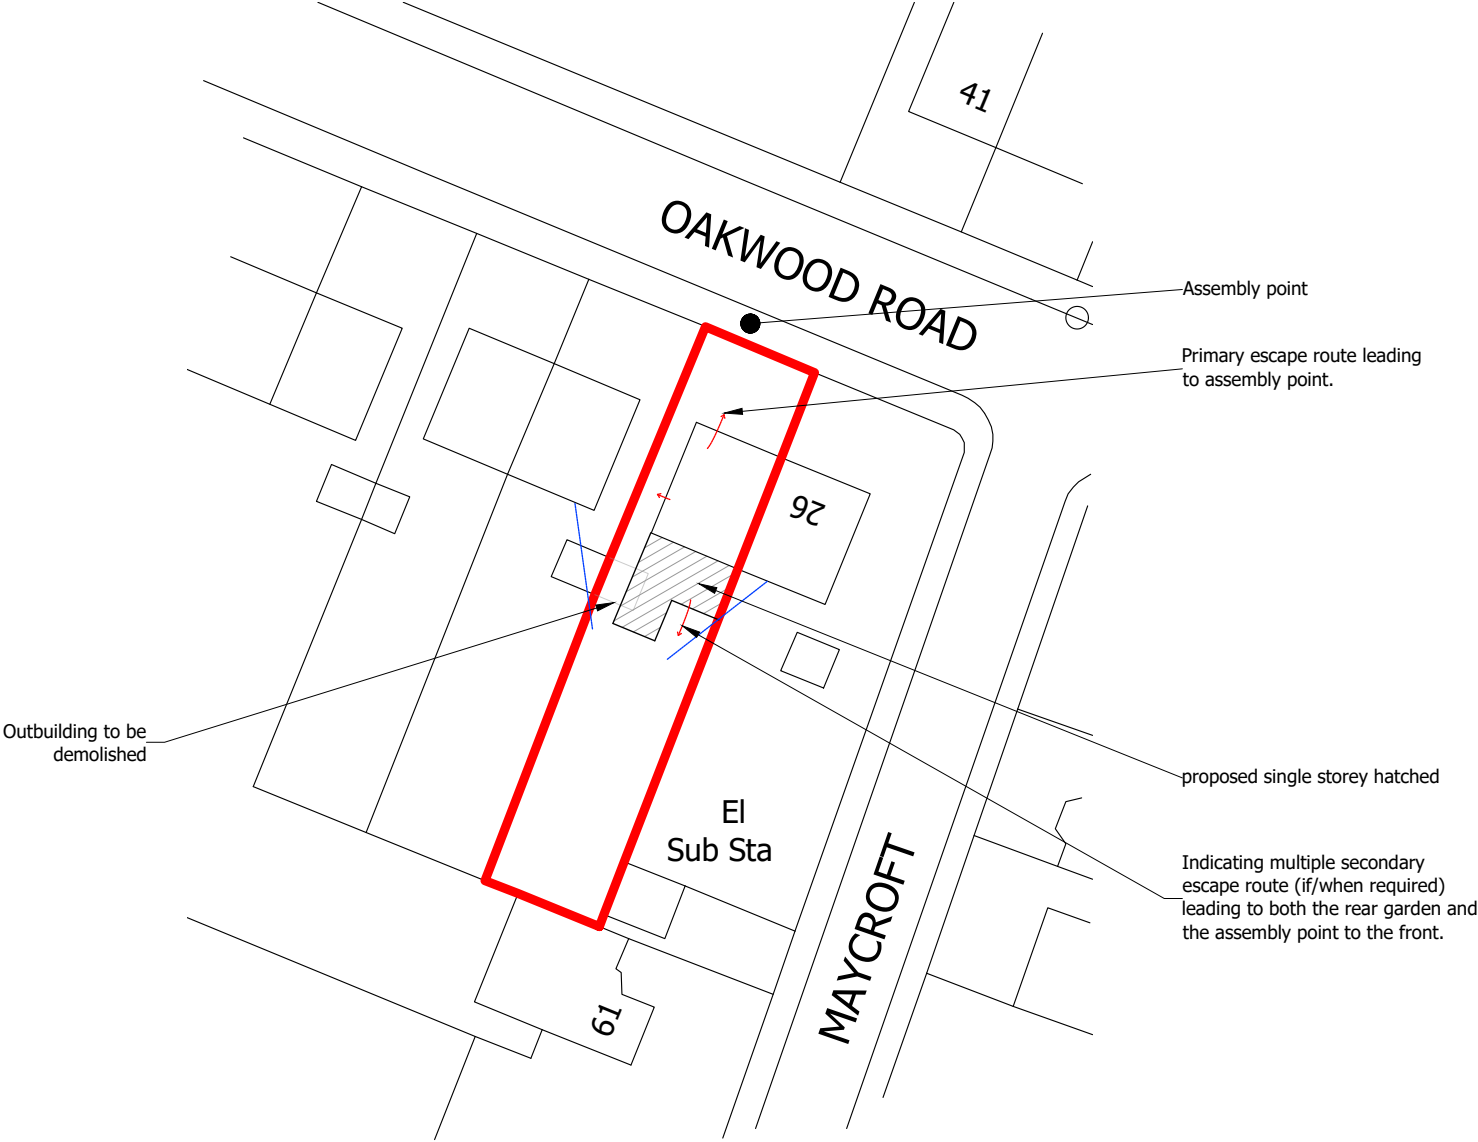 41
OAKWOOD ROAD
Assembly point
Primary escape route leading
to assembly point.
26
Outbuilding to be
demolished
proposed single storey hatched
El
Sub Sta
MAYCROFT
Indicating multiple secondary
escape route (if/when required)
leading to both the rear garden and
the assembly point to the front.
61